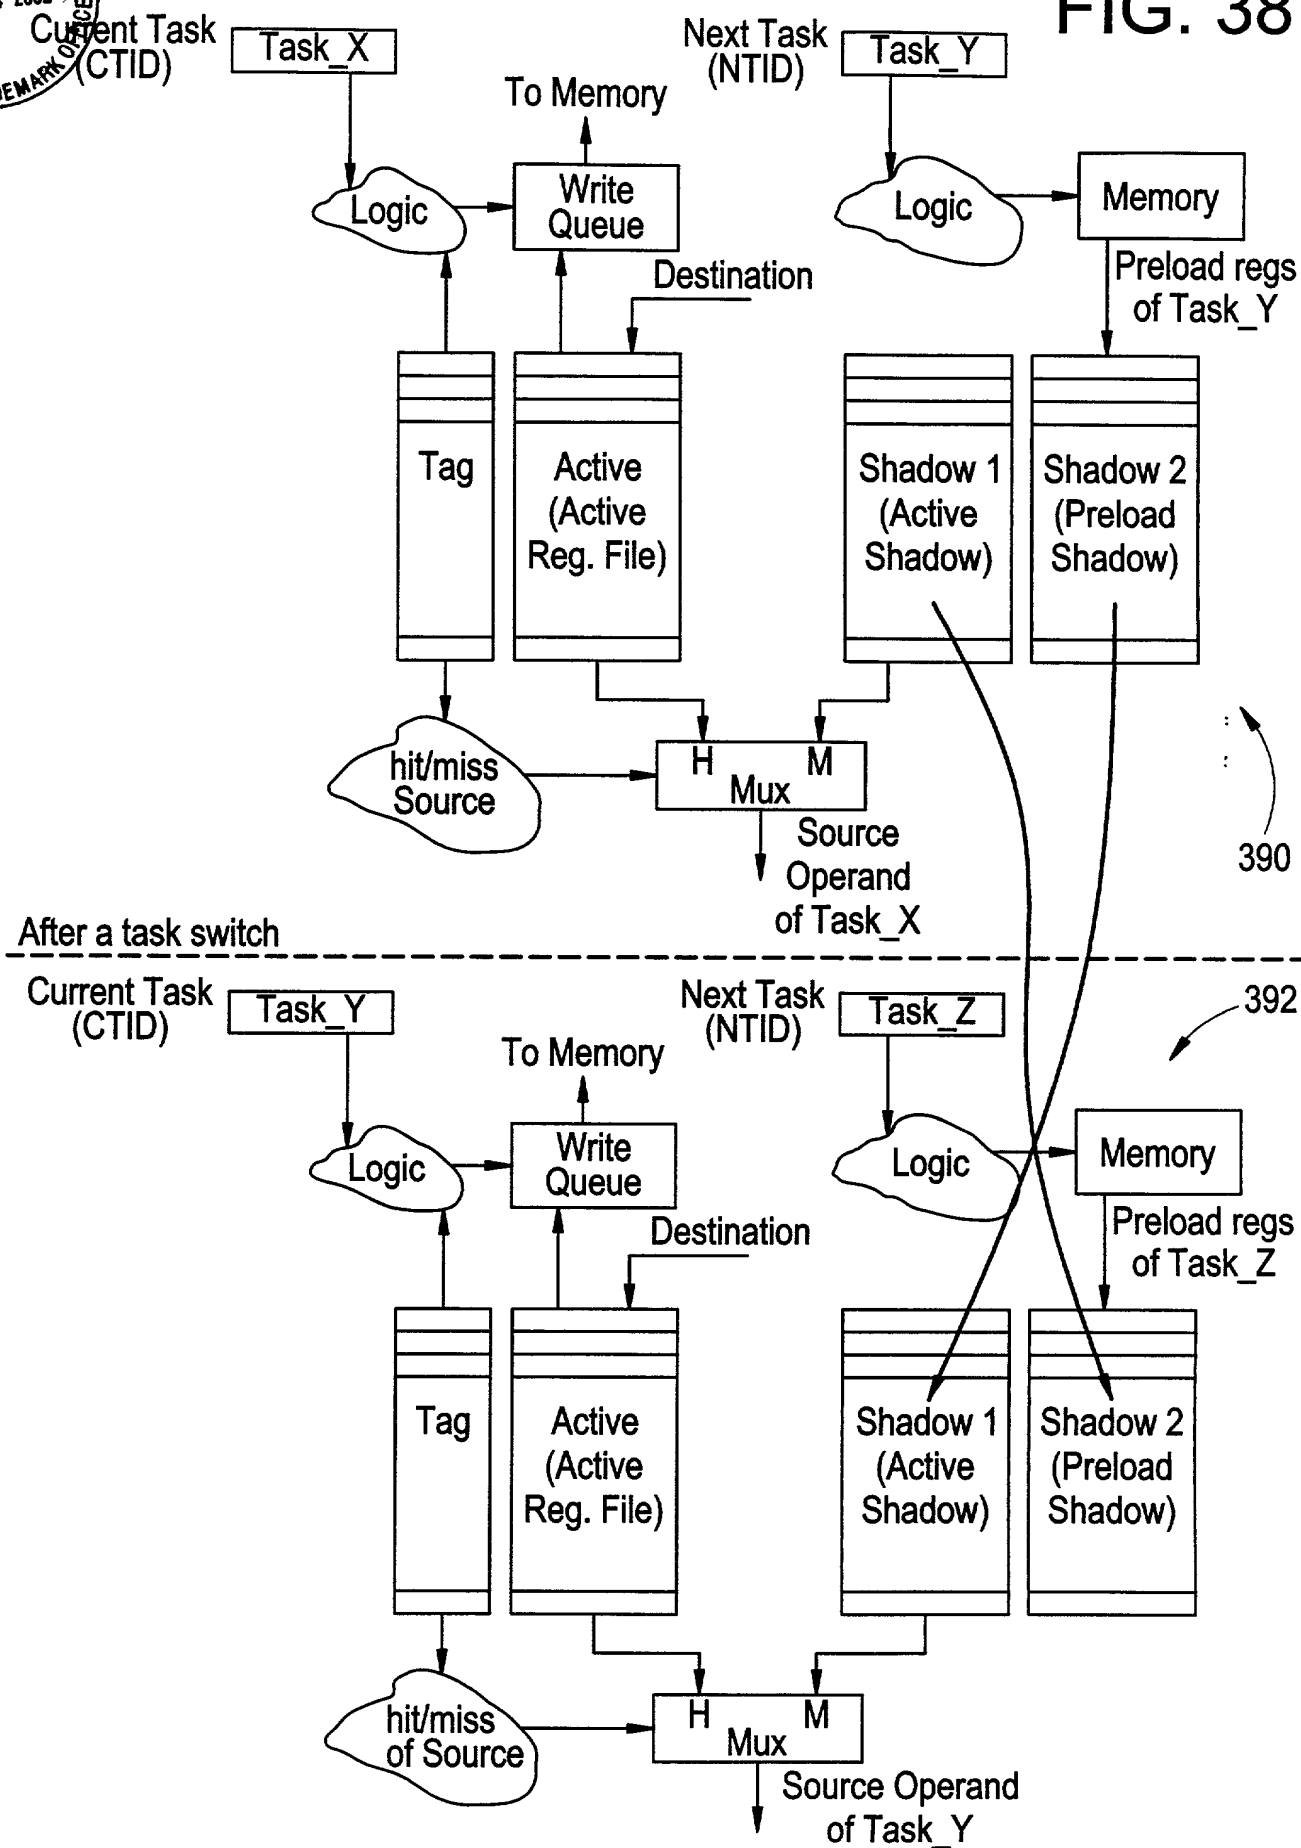 FIG. 38
Current Task
(CTID)
Task_X
Next Task
(NTID)
Task_Y
To Memory
Logic
Write
Queue
Logic
Memory
Destination
Preload regs
of Task_Y
Tag
Active
(Active
Reg. File)
Shadow 1
(Active
Shadow)
Shadow 2
(Preload
Shadow)
hit/miss
Source
H M
Mux
Source
Operand
of Task_X
390
After a task switch
Current Task
(CTID)
Task_Y
Next Task
(NTID)
Task_Z
392
To Memory
Logic
Write
Queue
Logic
Memory
Destination
Preload regs
of Task_Z
Tag
Active
(Active
Reg. File)
Shadow 1
(Active
Shadow)
Shadow 2
(Preload
Shadow)
hit/miss
of Source
H M
Mux
Source Operand
of Task_Y